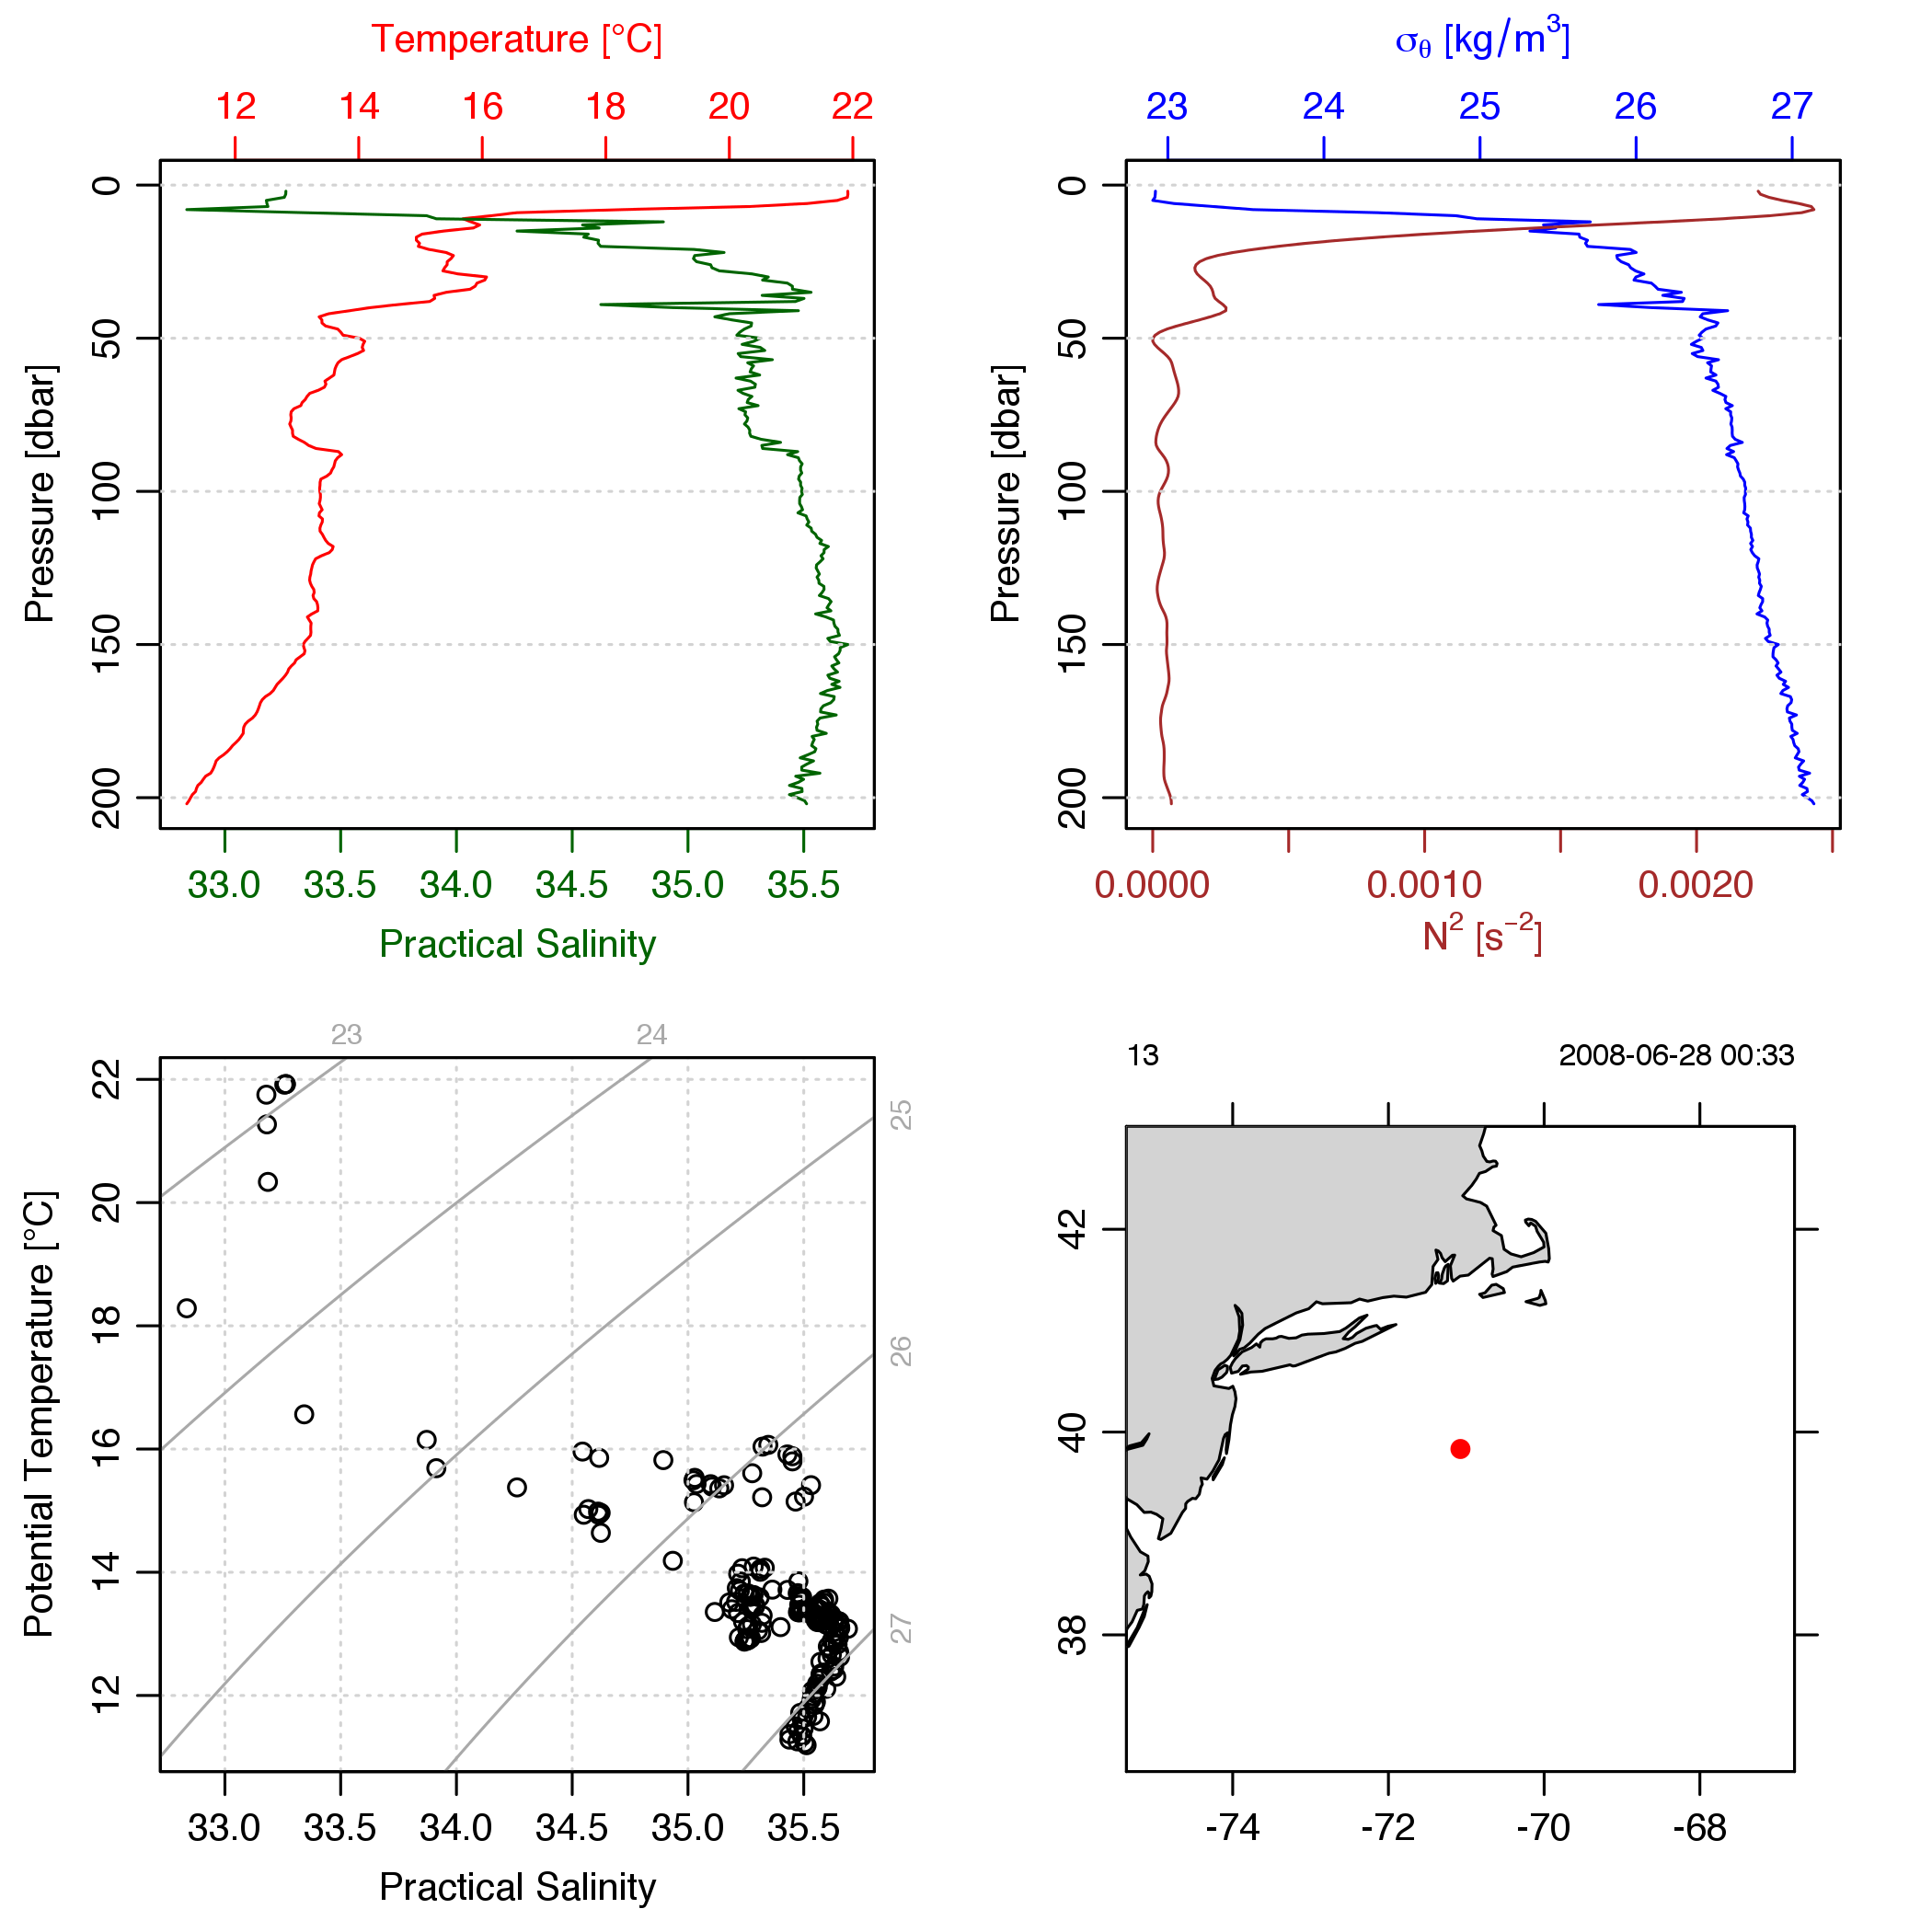 Temperature [°C]
12 14 16 18 20 22
0
50
100
150
200
Pressure [dbar]
33.0 33.5 34.0 34.5 35.0 35.5
Practical Salinity
σθ [kg/m³]
23 24 25 26 27
0
50
100
150
200
Pressure [dbar]
0.0000 0.0010 0.0020
N² [s⁻²]
23 24
25
26
27
22
20
18
16
14
12
Potential Temperature [°C]
33.0 33.5 34.0 34.5 35.0 35.5
Practical Salinity
13 2008-06-28 00:33
42
40
38
-74 -72 -70 -68